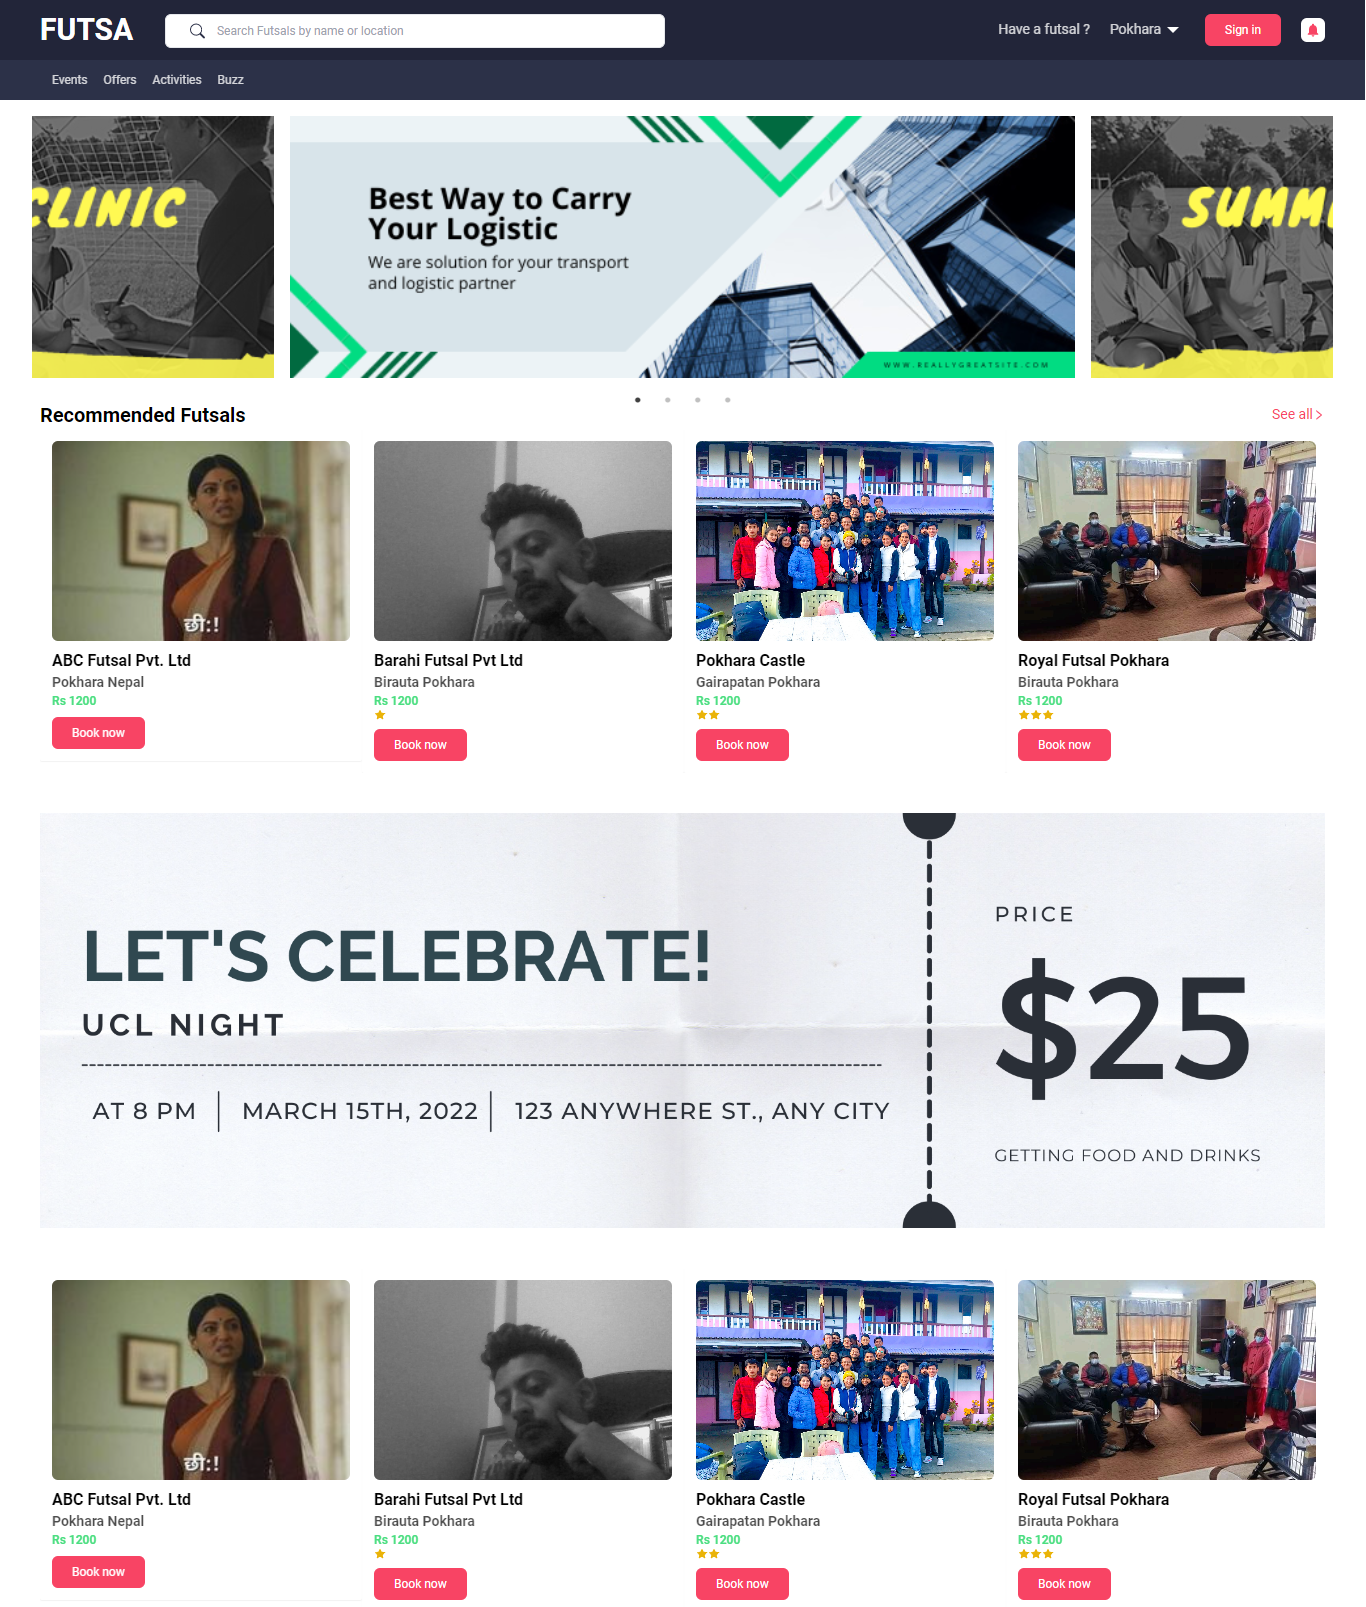 FUTSA
Search Futsals by name or location
Have a futsal ?
Pokhara
Sign in
Events
Offers
Activities
Buzz
CLINIC
Best Way to Carry
Your Logistic
We are solution for your transport
and logistic partner
WWW.REALLYGREATSITE.COM
SUMM
Recommended Futsals
See all >
छी:!
ABC Futsal Pvt. Ltd
Pokhara Nepal
Rs 1200
Book now
Barahi Futsal Pvt Ltd
Birauta Pokhara
Rs 1200
Book now
Pokhara Castle
Gairapatan Pokhara
Rs 1200
Book now
Royal Futsal Pokhara
Birauta Pokhara
Rs 1200
Book now
LET'S CELEBRATE!
UCL NIGHT
AT 8 PM
MARCH 15TH, 2022
123 ANYWHERE ST., ANY CITY
PRICE
$25
GETTING FOOD AND DRINKS
छी:!
ABC Futsal Pvt. Ltd
Pokhara Nepal
Rs 1200
Book now
Barahi Futsal Pvt Ltd
Birauta Pokhara
Rs 1200
Book now
Pokhara Castle
Gairapatan Pokhara
Rs 1200
Book now
Royal Futsal Pokhara
Birauta Pokhara
Rs 1200
Book now